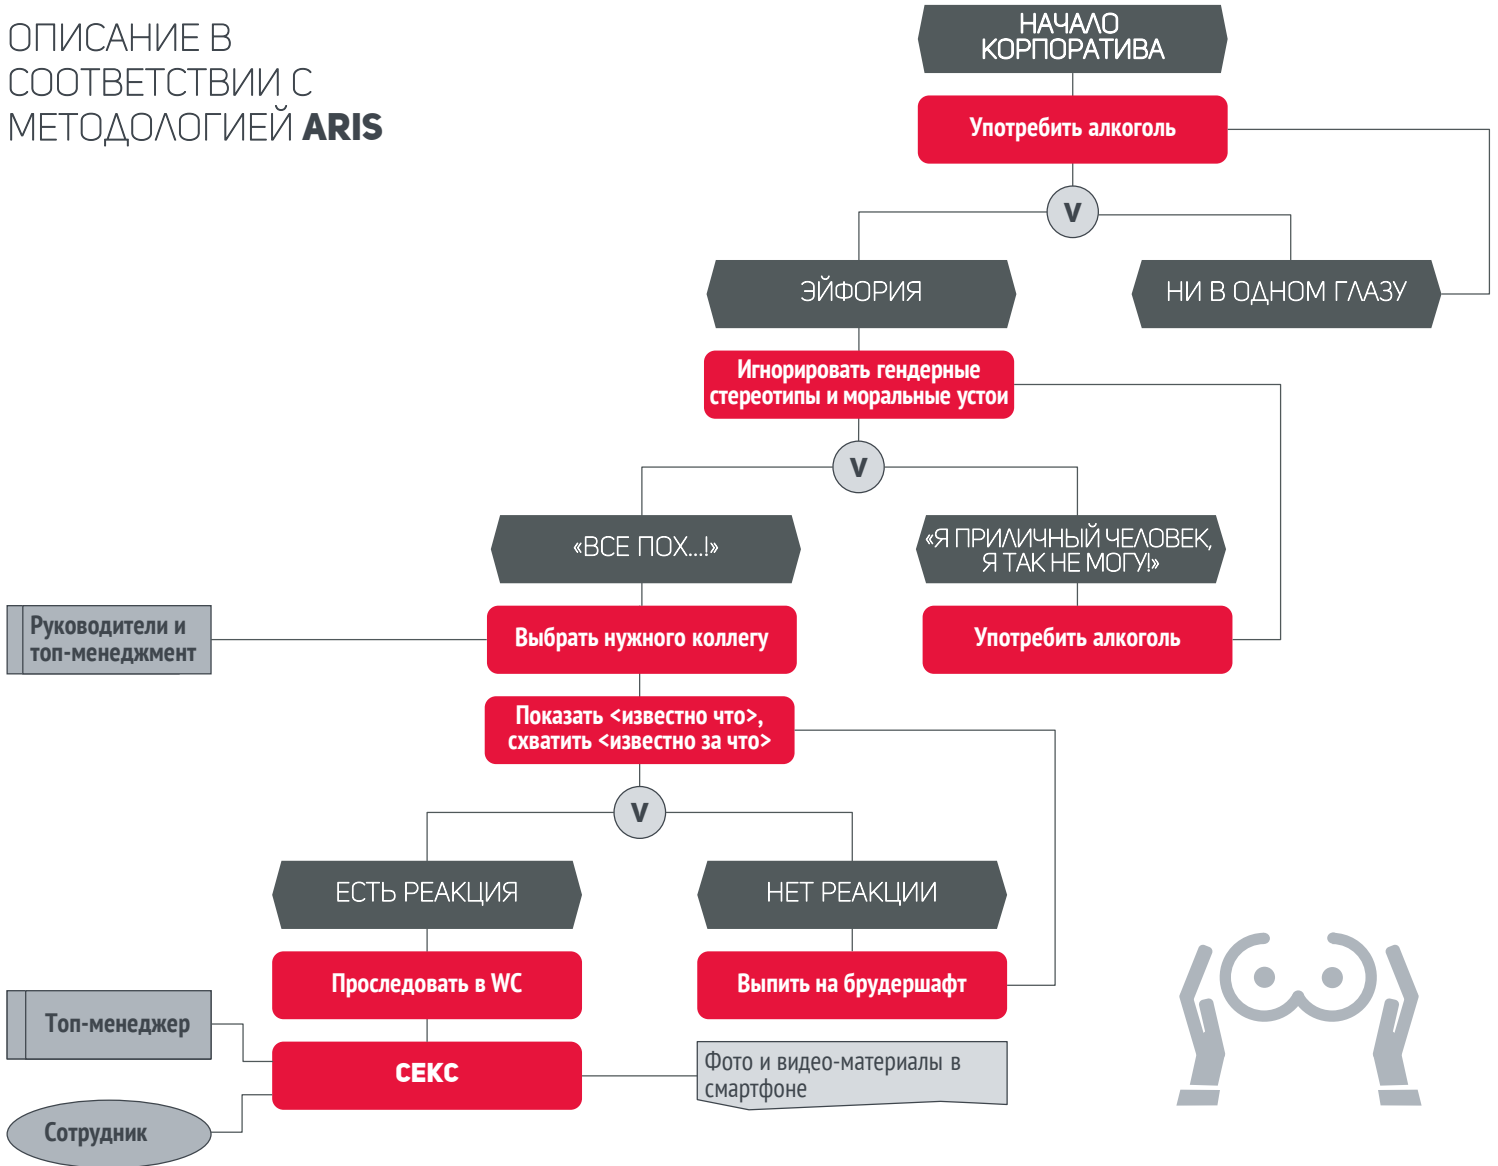 ОПИСАНИЕ В
СООТВЕТСТВИИ С
МЕТОДОЛОГИЕЙ ARIS
НАЧАЛО
КОРПОРАТИВА
Употребить алкоголь
V
ЭЙФОРИЯ
НИ В ОДНОМ ГЛАЗУ
Игнорировать гендерные
стереотипы и моральные устои
V
«ВСЕ ПОХ...!»
«Я ПРИЛИЧНЫЙ ЧЕЛОВЕК,
Я ТАК НЕ МОГУ!»
Руководители и
топ-менеджмент
Выбрать нужного коллегу
Употребить алкоголь
Показать <известно что>,
схватить <известно за что>
V
ЕСТЬ РЕАКЦИЯ
НЕТ РЕАКЦИИ
Проследовать в WC
Выпить на брудершафт
Топ-менеджер
СЕКС
Фото и видео-материалы в
смартфоне
Сотрудник